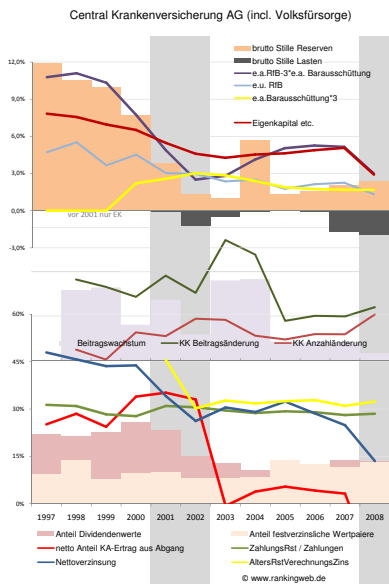 Central Krankenversicherung AG (incl. Volksfürsorge)
brutto Stille Reserven
brutto Stille Lasten
e.a.RfB-3*e.a. Barausschüttung
e.u. RfB
e.a.Barausschüttung*3
Eigenkapital etc.
12,0%
9,0%
6,0%
3,0%
0,0%
-3,0%
vor 2001 nur EK
60%
45%
30%
15%
0%
Beitragswachstum
KK Beitragsänderung
KK Anzahländerung
1997 1998 1999 2000 2001 2002 2003 2004 2005 2006 2007 2008
Anteil Dividendenwerte
Anteil festverzinsliche Wertpaiere
netto Anteil KA-Ertrag aus Abgang
ZahlungsRst / Zahlungen
Nettoverzinsung
AltersRstVerzinsungsZins
© www.rankingweb.de